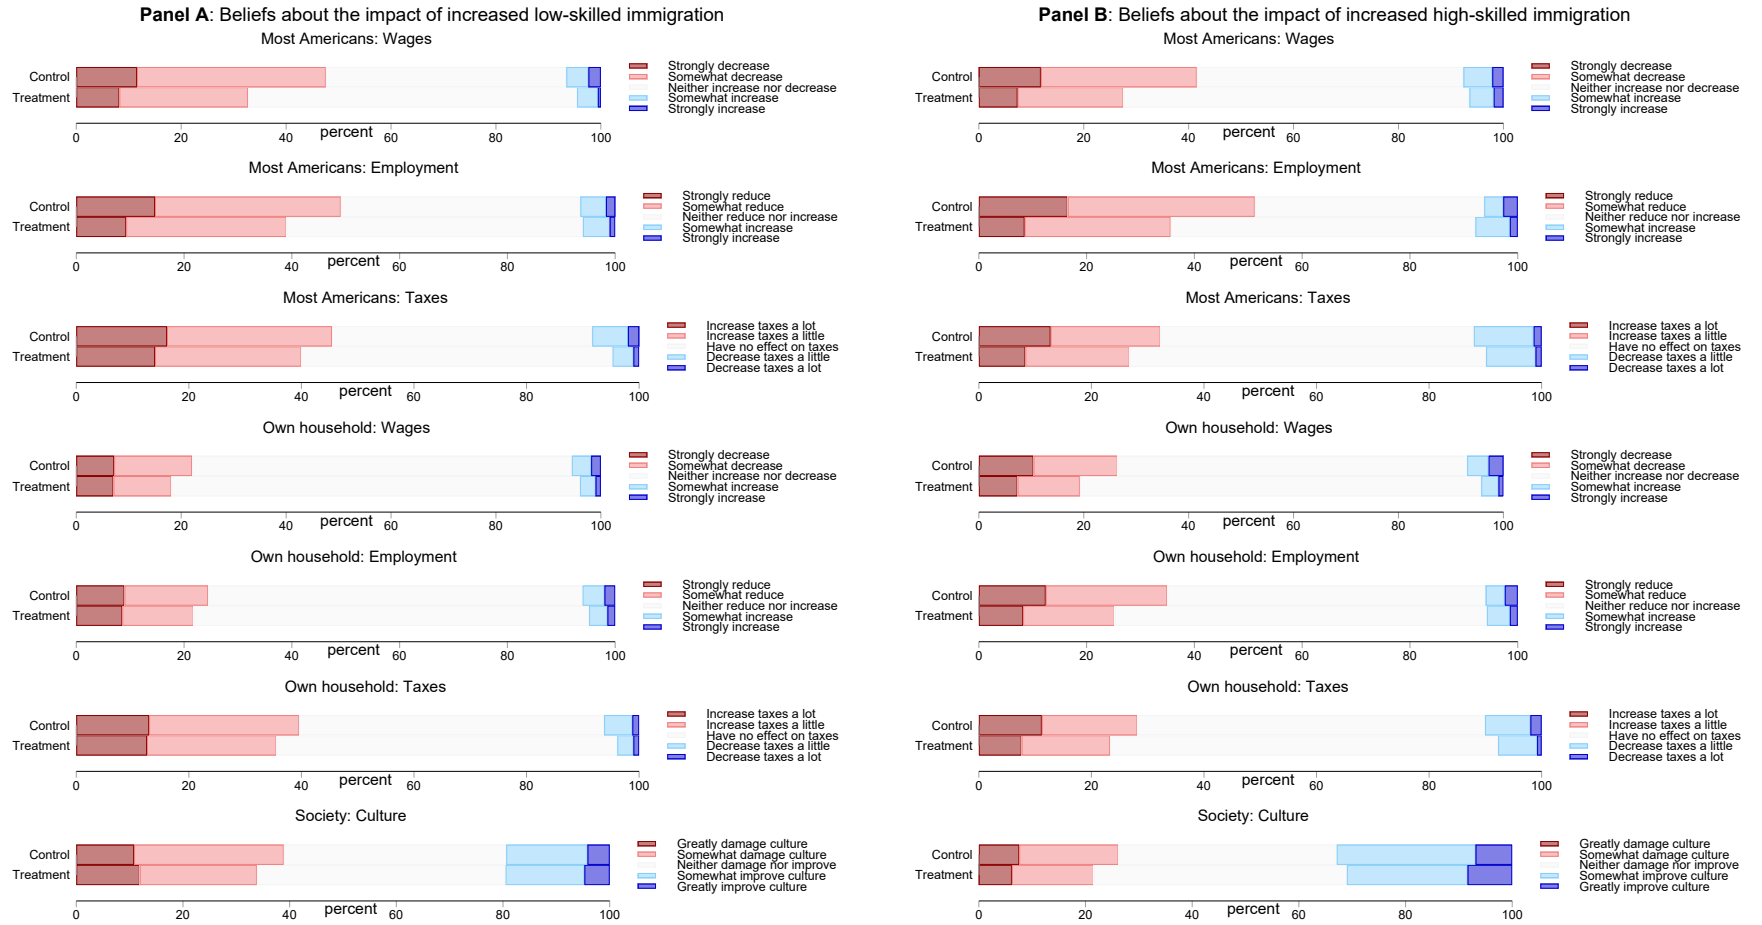 Panel A: Beliefs about the impact of increased low-skilled immigration
Most Americans: Wages
Control
Treatment
0 20 40 60 80 100
percent
Strongly decrease
Somewhat decrease
Neither increase nor decrease
Somewhat increase
Strongly increase
Most Americans: Employment
Control
Treatment
0 20 40 60 80 100
percent
Strongly reduce
Somewhat reduce
Neither reduce nor increase
Somewhat increase
Strongly increase
Most Americans: Taxes
Control
Treatment
0 20 40 60 80 100
percent
Increase taxes a lot
Increase taxes a little
Have no effect on taxes
Decrease taxes a little
Decrease taxes a lot
Own household: Wages
Control
Treatment
0 20 40 60 80 100
percent
Strongly decrease
Somewhat decrease
Neither increase nor decrease
Somewhat increase
Strongly increase
Own household: Employment
Control
Treatment
0 20 40 60 80 100
percent
Strongly reduce
Somewhat reduce
Neither reduce nor increase
Somewhat increase
Strongly increase
Own household: Taxes
Control
Treatment
0 20 40 60 80 100
percent
Increase taxes a lot
Increase taxes a little
Have no effect on taxes
Decrease taxes a little
Decrease taxes a lot
Society: Culture
Control
Treatment
0 20 40 60 80 100
percent
Greatly damage culture
Somewhat damage culture
Neither damage nor improve
Somewhat improve culture
Greatly improve culture
Panel B: Beliefs about the impact of increased high-skilled immigration
Most Americans: Wages
Control
Treatment
0 20 40 60 80 100
percent
Strongly decrease
Somewhat decrease
Neither increase nor decrease
Somewhat increase
Strongly increase
Most Americans: Employment
Control
Treatment
0 20 40 60 80 100
percent
Strongly reduce
Somewhat reduce
Neither reduce nor increase
Somewhat increase
Strongly increase
Most Americans: Taxes
Control
Treatment
0 20 40 60 80 100
percent
Increase taxes a lot
Increase taxes a little
Have no effect on taxes
Decrease taxes a little
Decrease taxes a lot
Own household: Wages
Control
Treatment
0 20 40 60 80 100
percent
Strongly decrease
Somewhat decrease
Neither increase nor decrease
Somewhat increase
Strongly increase
Own household: Employment
Control
Treatment
0 20 40 60 80 100
percent
Strongly reduce
Somewhat reduce
Neither reduce nor increase
Somewhat increase
Strongly increase
Own household: Taxes
Control
Treatment
0 20 40 60 80 100
percent
Increase taxes a lot
Increase taxes a little
Have no effect on taxes
Decrease taxes a little
Decrease taxes a lot
Society: Culture
Control
Treatment
0 20 40 60 80 100
percent
Greatly damage culture
Somewhat damage culture
Neither damage nor improve
Somewhat improve culture
Greatly improve culture